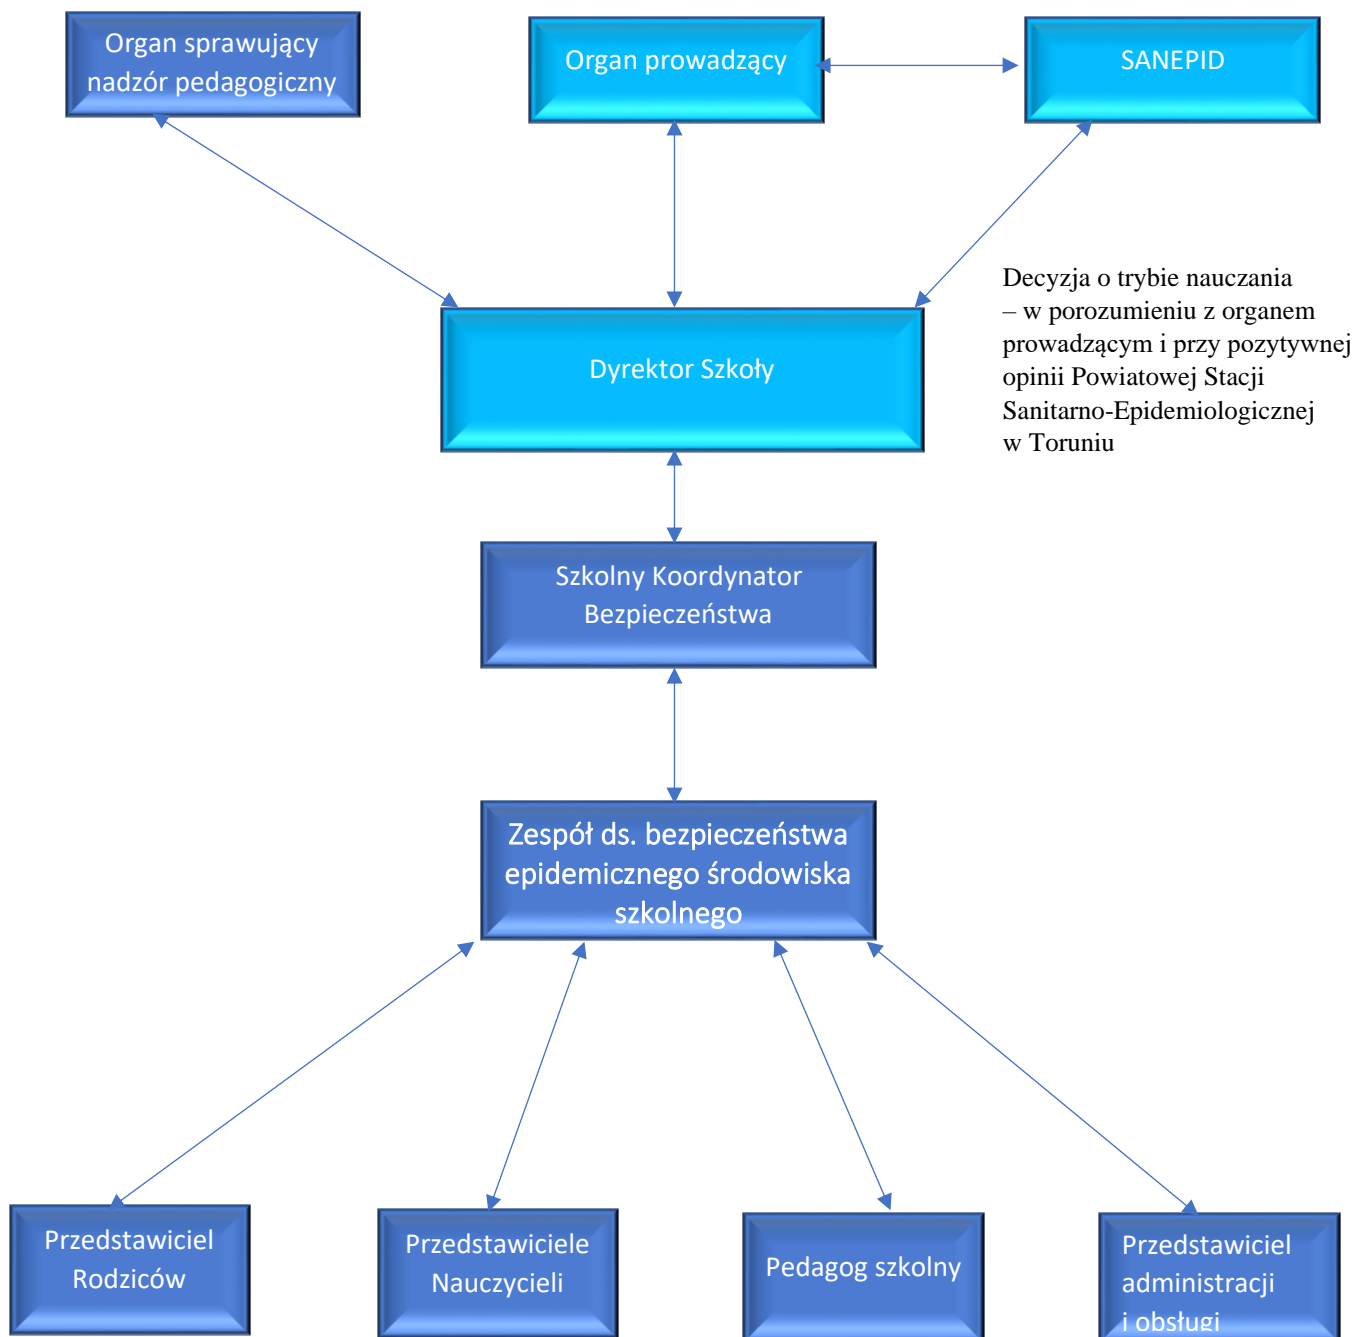 Organ sprawujący
nadzór pedagogiczny
Organ prowadzący
SANEPID
Decyzja o trybie nauczania
– w porozumieniu z organem
prowadzącym i przy pozytywnej
opinii Powiatowej Stacji
Sanitarno-Epidemiologicznej
w Toruniu
Dyrektor Szkoły
Szkolny Koordynator
Bezpieczeństwa
Zespół ds. bezpieczeństwa
epidemicznego środowiska
szkolnego
Przedstawiciel
Rodziców
Przedstawiciele
Nauczycieli
Pedagog szkolny
Przedstawiciel
administracji
i obsługi